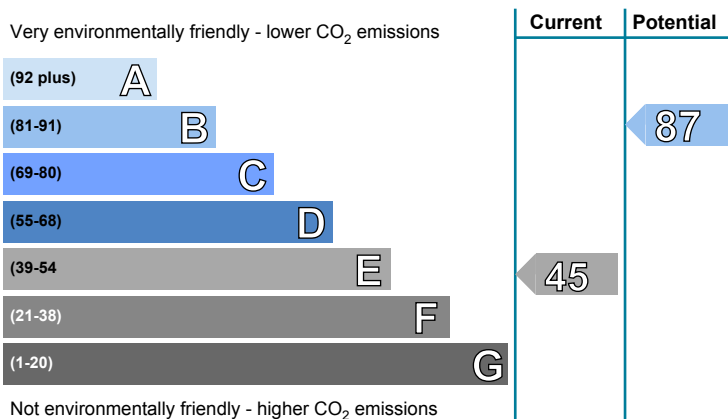 Current Potential
Very environmentally friendly - lower CO2 emissions
(92 plus) A
(81-91) B 87
(69-80) C
(55-68) D
(39-54 E 45
(21-38) F
(1-20) G
Not environmentally friendly - higher CO2 emissions